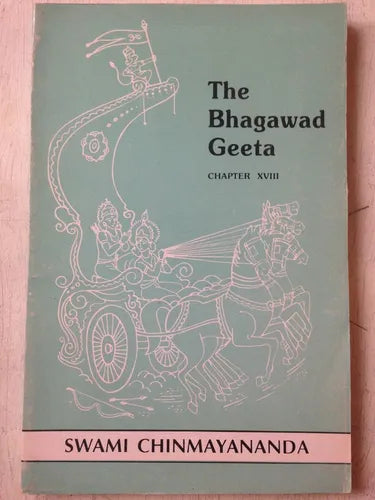 ॐ
The
Bhagawad
Geeta
CHAPTER XVIII
SWAMI CHINMAYANANDA